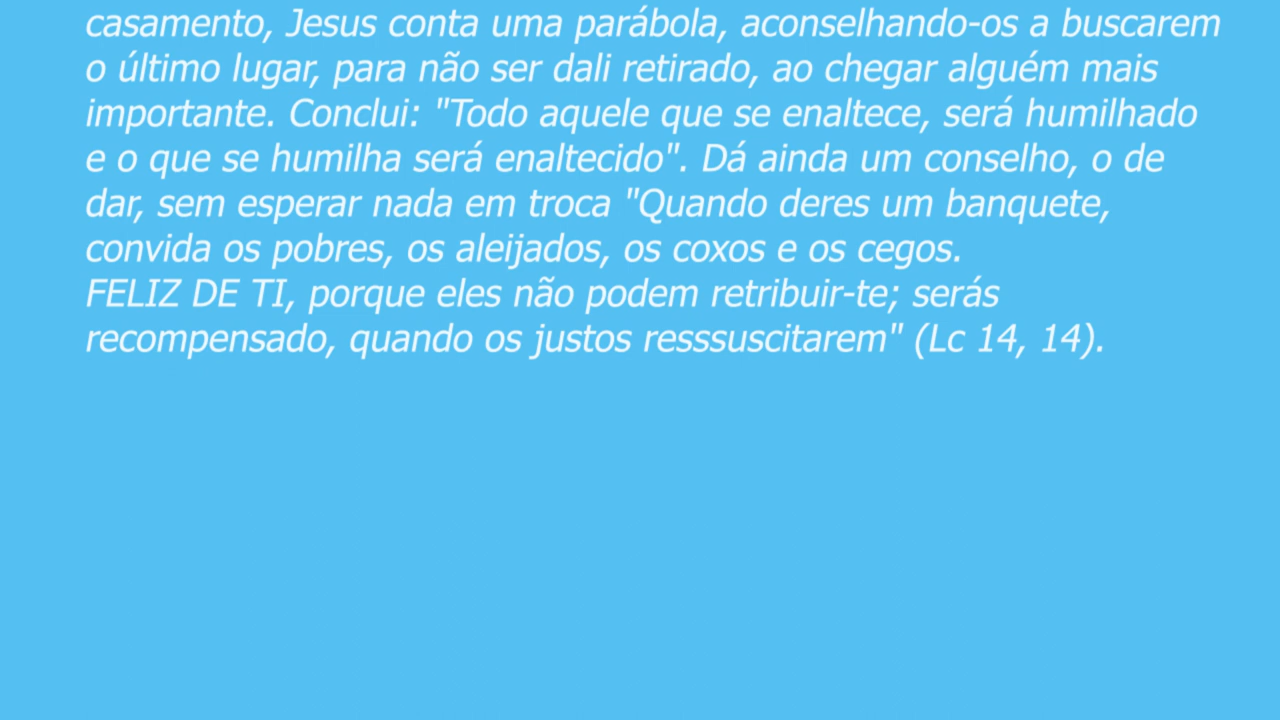 casamento, Jesus conta uma parábola, aconselhando-os a buscarem
o último lugar, para não ser dali retirado, ao chegar alguém mais
importante. Conclui: "Todo aquele que se enaltece, será humilhado
e o que se humilha será enaltecido". Dá ainda um conselho, o de
dar, sem esperar nada em troca "Quando deres um banquete,
convida os pobres, os aleijados, os coxos e os cegos.
FELIZ DE TI, porque eles não podem retribuir-te; serás
recompensado, quando os justos resssuscitarem" (Lc 14, 14).